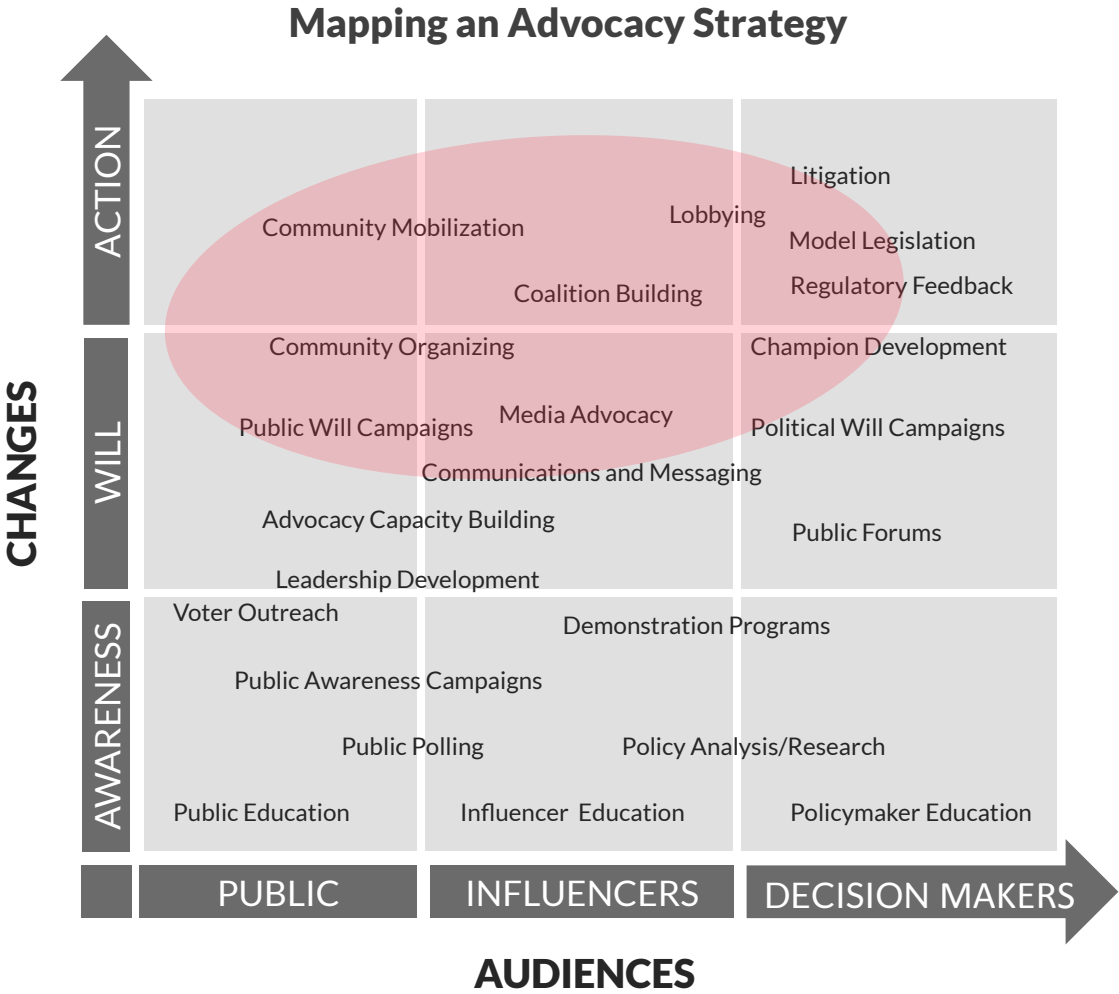 Mapping an Advocacy Strategy
CHANGES
ACTION
Litigation
Lobbying
Community Mobilization
Model Legislation
Regulatory Feedback
Coalition Building
WILL
Community Organizing
Champion Development
Media Advocacy
Public Will Campaigns
Political Will Campaigns
Communications and Messaging
Advocacy Capacity Building
Public Forums
Leadership Development
AWARENESS
Voter Outreach
Demonstration Programs
Public Awareness Campaigns
Public Polling
Policy Analysis/Research
Public Education
Influencer Education
Policymaker Education
PUBLIC
INFLUENCERS
DECISION MAKERS
AUDIENCES